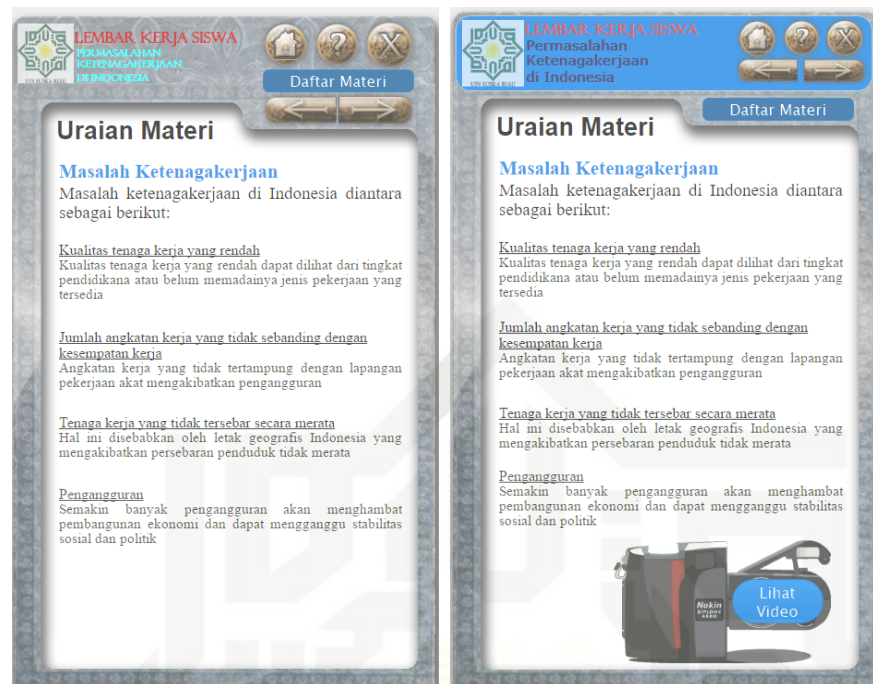 LEMBAR KERJA SISWA
PERMASALAHAN
KETENAGAKERJAAN
DI INDONESIA
UIN SUSKA RIAU
?
X
Daftar Materi
Uraian Materi
Masalah Ketenagakerjaan
Masalah ketenagakerjaan di Indonesia diantara
sebagai berikut:
Kualitas tenaga kerja yang rendah
Kualitas tenaga kerja yang rendah dapat dilihat dari tingkat
pendidikana atau belum memadainya jenis pekerjaan yang
tersedia
Jumlah angkatan kerja yang tidak sebanding dengan
kesempatan kerja
Angkatan kerja yang tidak tertampung dengan lapangan
pekerjaan akat mengakibatkan pengangguran
Tenaga kerja yang tidak tersebar secara merata
Hal ini disebabkan oleh letak geografis Indonesia yang
mengakibatkan persebaran penduduk tidak merata
Pengangguran
Semakin banyak pengangguran akan menghambat
pembangunan ekonomi dan dapat mengganggu stabilitas
sosial dan politik
LEMBAR KERJA SISWA
Permasalahan
Ketenagakerjaan
di Indonesia
UIN SUSKA RIAU
?
X
Daftar Materi
Uraian Materi
Masalah Ketenagakerjaan
Masalah ketenagakerjaan di Indonesia diantara
sebagai berikut:
Kualitas tenaga kerja yang rendah
Kualitas tenaga kerja yang rendah dapat dilihat dari tingkat
pendidikana atau belum memadainya jenis pekerjaan yang
tersedia
Jumlah angkatan kerja yang tidak sebanding dengan
kesempatan kerja
Angkatan kerja yang tidak tertampung dengan lapangan
pekerjaan akat mengakibatkan pengangguran
Tenaga kerja yang tidak tersebar secara merata
Hal ini disebabkan oleh letak geografis Indonesia yang
mengakibatkan persebaran penduduk tidak merata
Pengangguran
Semakin banyak pengangguran akan menghambat
pembangunan ekonomi dan dapat mengganggu stabilitas
sosial dan politik
Nokin
Lihat
Video